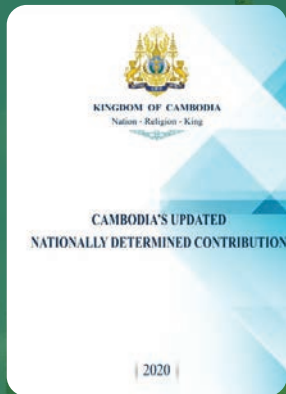 KINGDOM OF CAMBODIA
Nation - Religion - King
CAMBODIA'S UPDATED
NATIONALLY DETERMINED CONTRIBUTION
| 2020 |